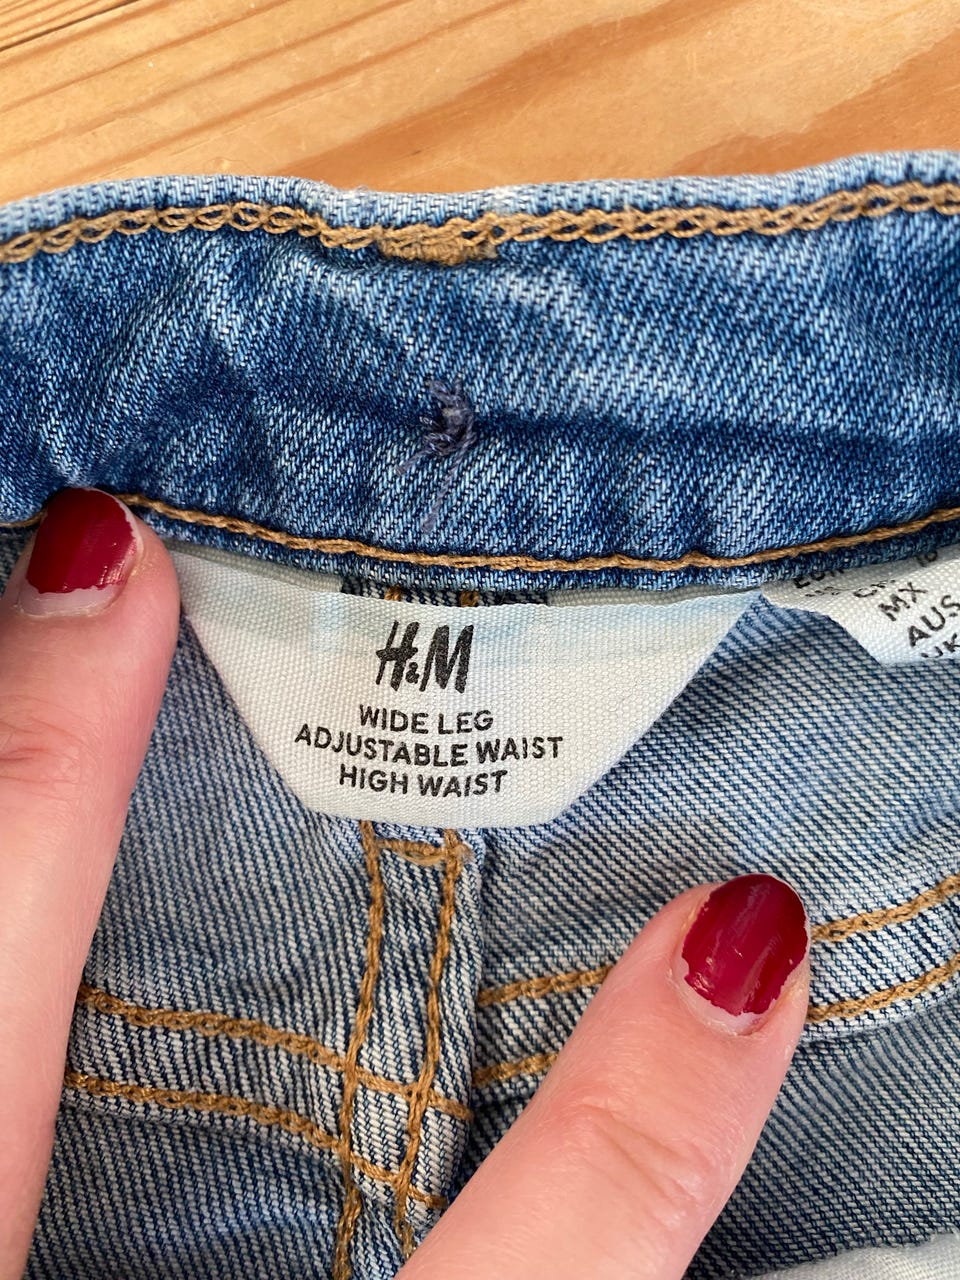 H&M
WIDE LEG
ADJUSTABLE WAIST
HIGH WAIST
MX
AUS